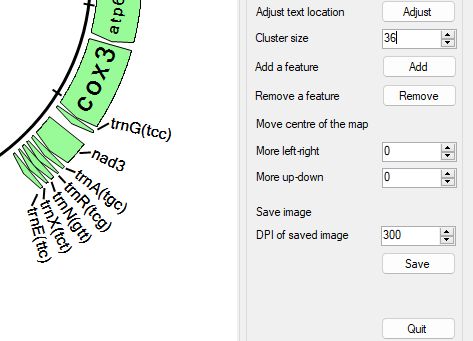 atp6
cox3
trnG(tcc)
nad3
trnA(tgc)
trnR(tcg)
trnN(gtt)
trnX(tct)
trnE(ttc)
Adjust text location Adjust
Cluster size 36
Add a feature Add
Remove a feature Remove
Move centre of the map
More left-right 0
More up-down 0
Save image
DPI of saved image 300
Save
Quit